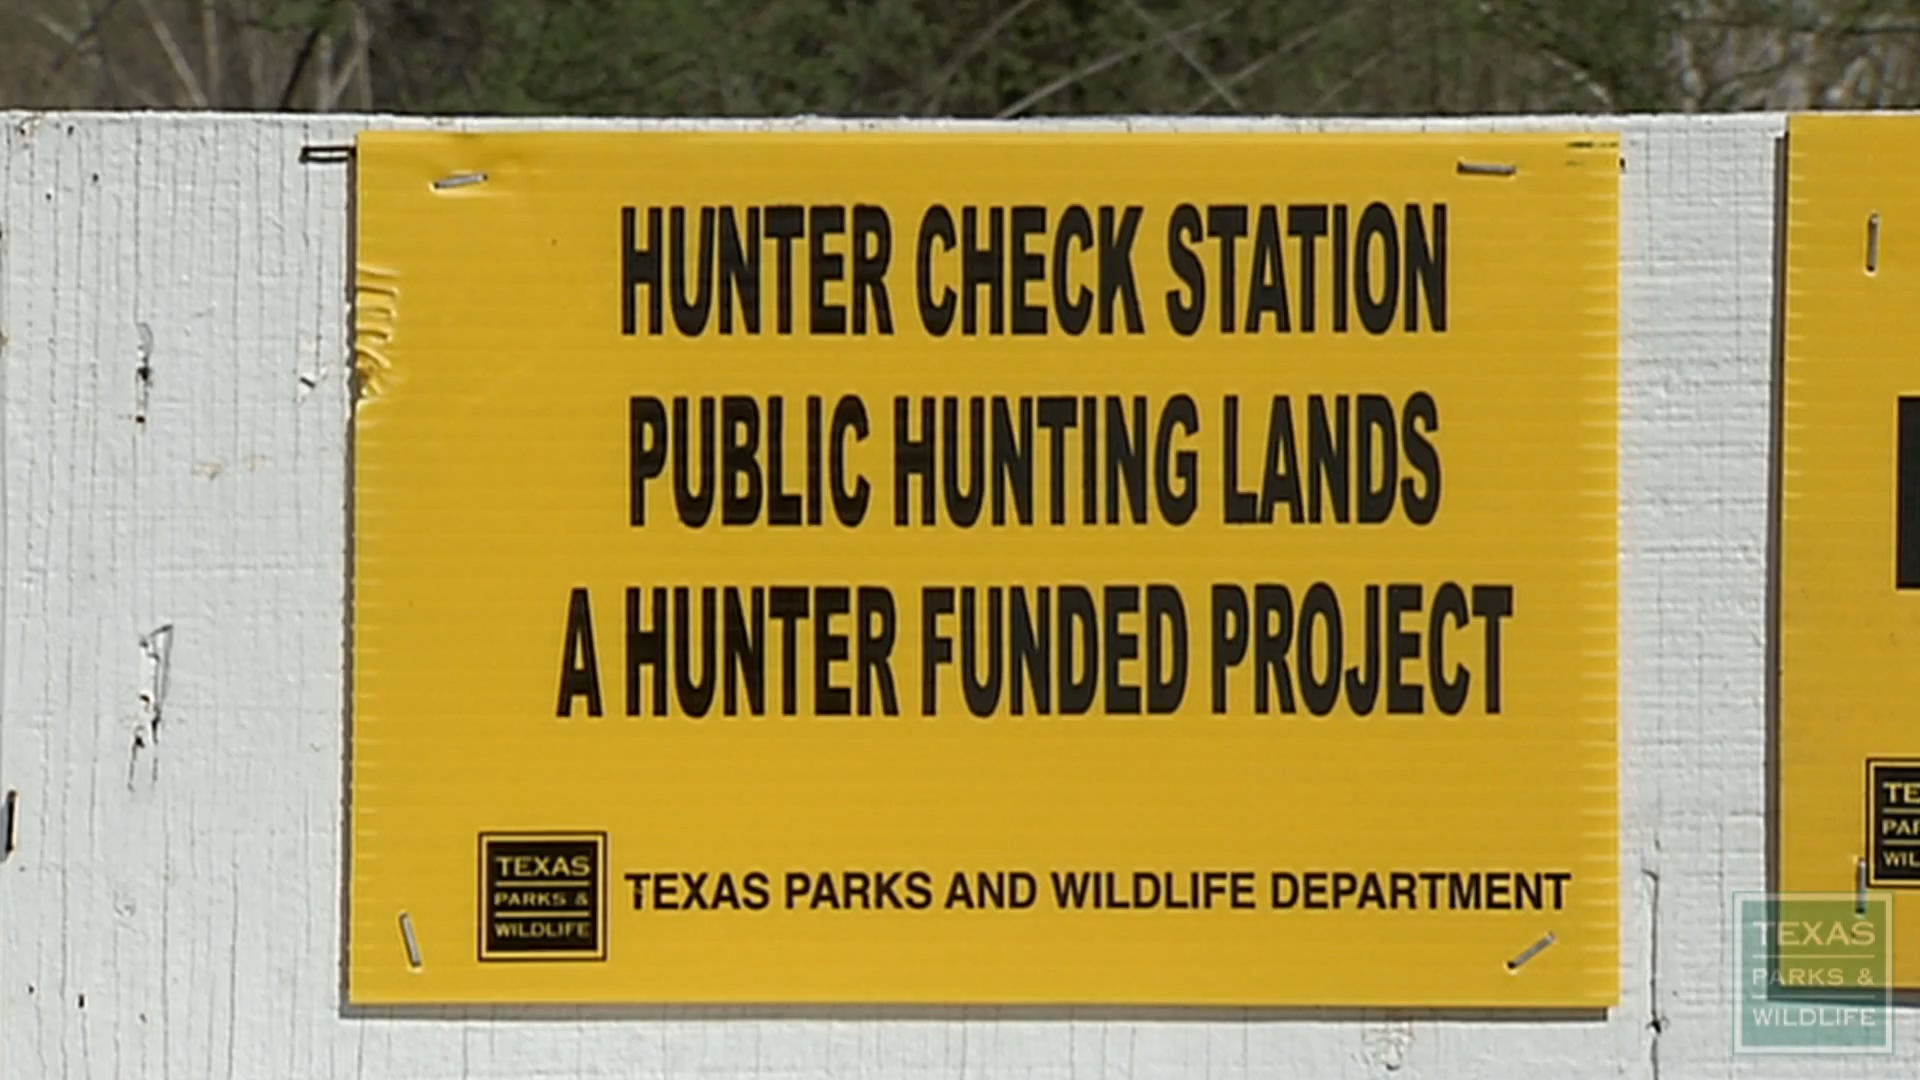 HUNTER CHECK STATION
PUBLIC HUNTING LANDS
A HUNTER FUNDED PROJECT
TEXAS
PARKS &
WILDLIFE
TEXAS PARKS AND WILDLIFE DEPARTMENT
TEXAS
PARKS &
WILDLIFE